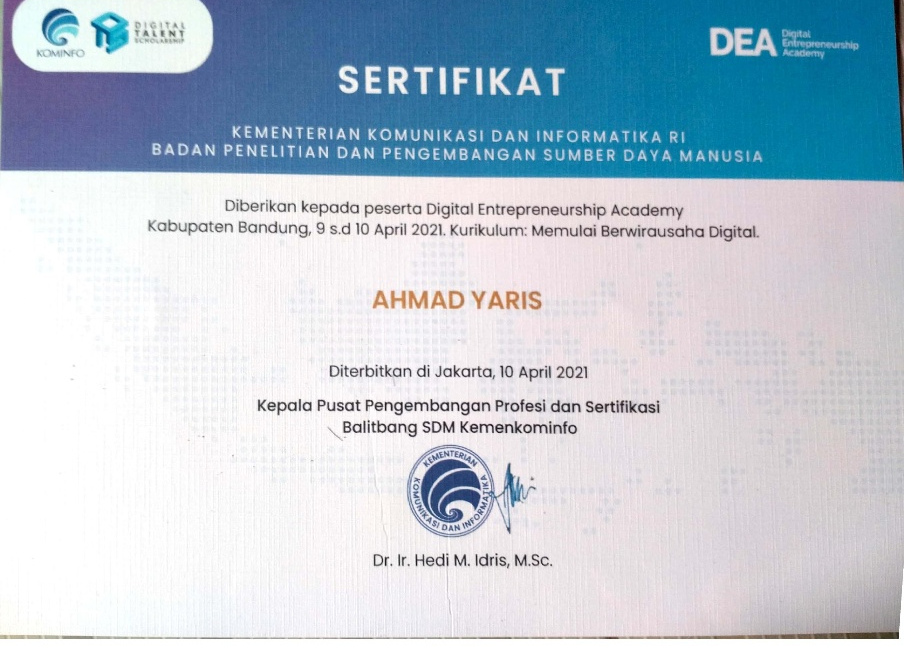 KOMINFO
DIGITAL
TALENT
SCHOLARSHIP
DEA
Digital
Entrepreneurship
Academy
SERTIFIKAT
KEMENTERIAN KOMUNIKASI DAN INFORMATIKA RI
BADAN PENELITIAN DAN PENGEMBANGAN SUMBER DAYA MANUSIA
Diberikan kepada peserta Digital Entrepreneurship Academy
Kabupaten Bandung, 9 s.d 10 April 2021. Kurikulum: Memulai Berwirausaha Digital.
AHMAD YARIS
Diterbitkan di Jakarta, 10 April 2021
Kepala Pusat Pengembangan Profesi dan Sertifikasi
Balitbang SDM Kemenkominfo
KEMENTERIAN
KOMUNIKASI DAN INFORMATIKA
Dr. Ir. Hedi M. Idris, M.Sc.